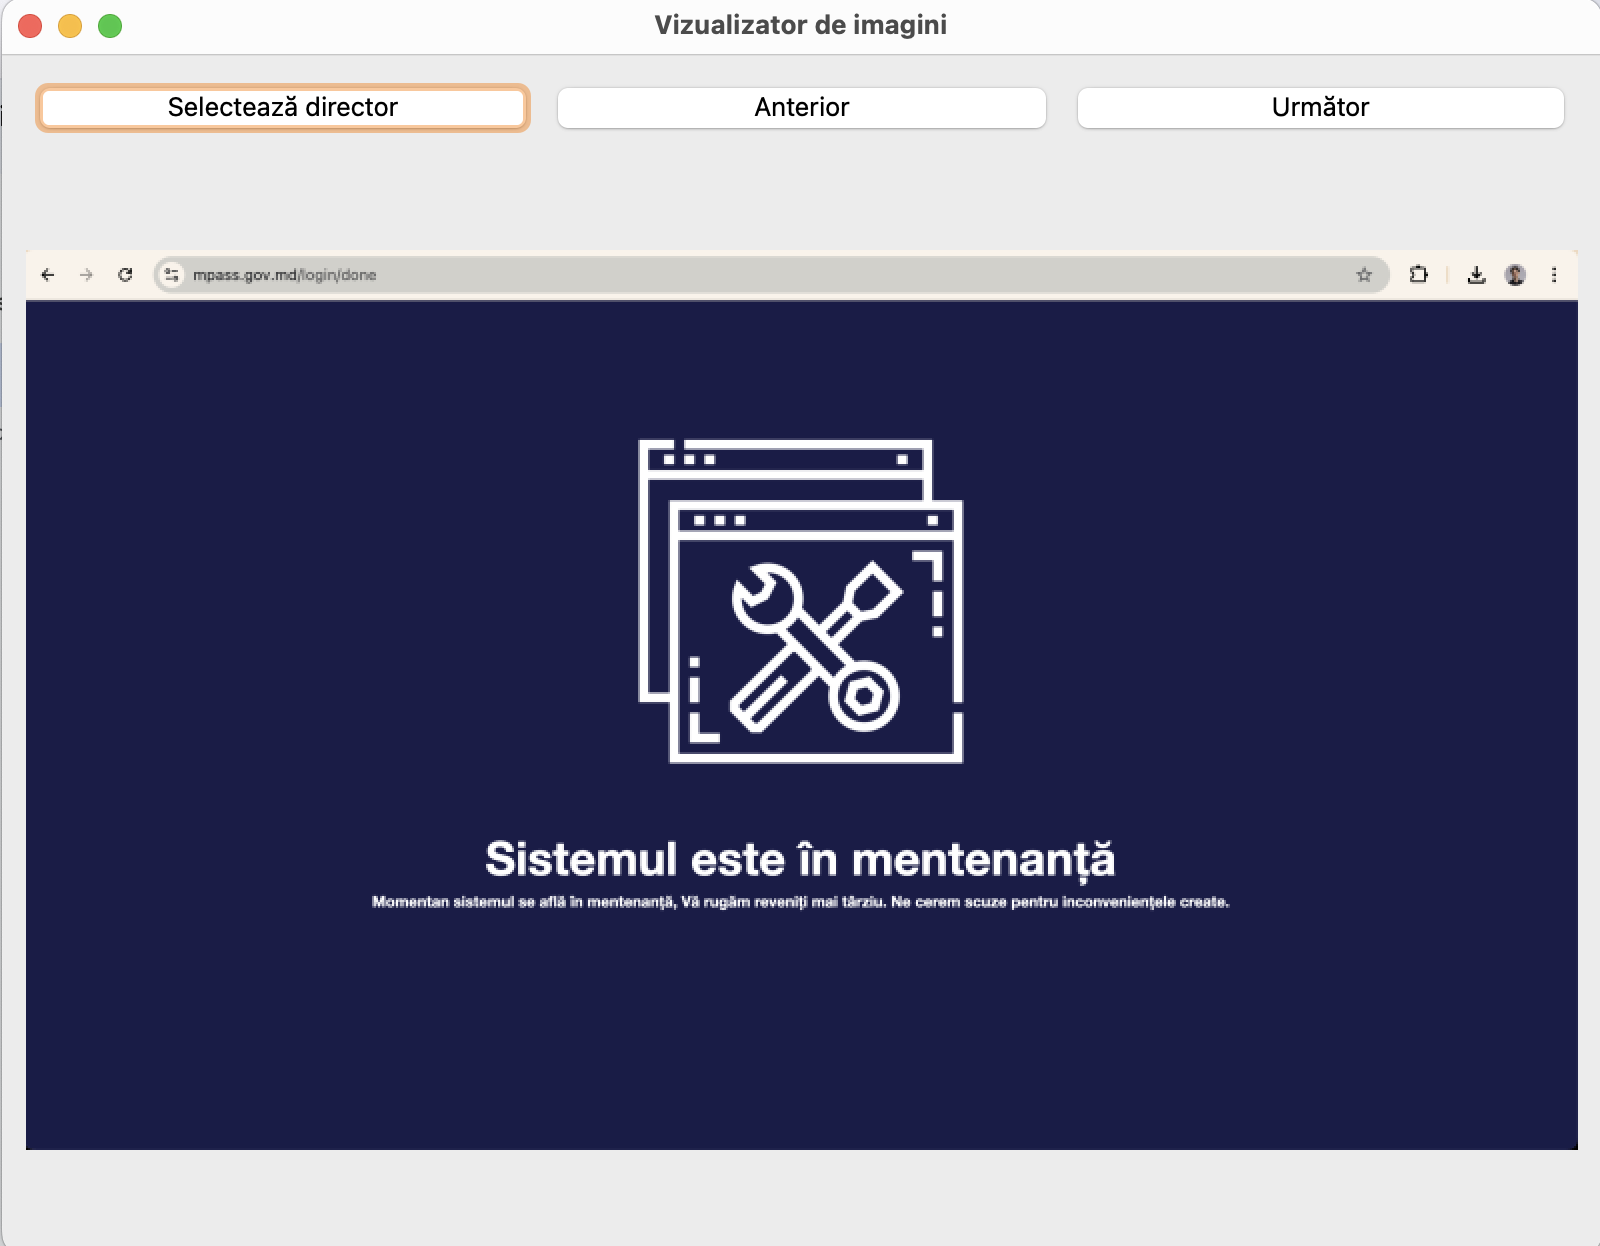 Vizualizator de imagini
Selectează director
Anterior
Următor
mpass.gov.md/login/done
Sistemul este în mentenanță
Momentan sistemul se află în mentenanță, Vă rugăm reveniți mai târziu. Ne cerem scuze pentru inconveniențele create.